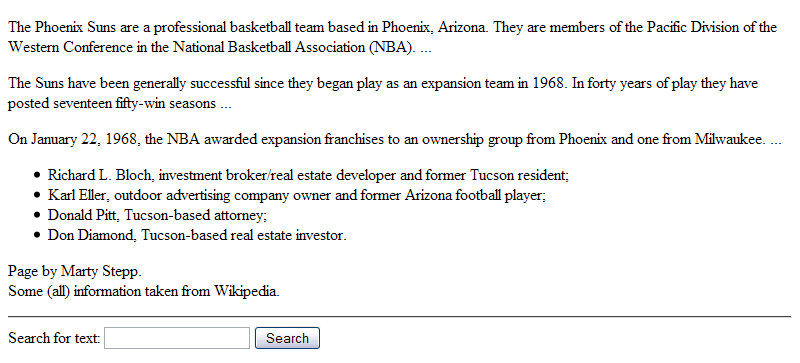 The Phoenix Suns are a professional basketball team based in Phoenix, Arizona. They are members of the Pacific Division of the
Western Conference in the National Basketball Association (NBA). ...
The Suns have been generally successful since they began play as an expansion team in 1968. In forty years of play they have
posted seventeen fifty-win seasons ...
On January 22, 1968, the NBA awarded expansion franchises to an ownership group from Phoenix and one from Milwaukee. ...
• Richard L. Bloch, investment broker/real estate developer and former Tucson resident;
• Karl Eller, outdoor advertising company owner and former Arizona football player;
• Donald Pitt, Tucson-based attorney;
• Don Diamond, Tucson-based real estate investor.
Page by Marty Stepp.
Some (all) information taken from Wikipedia.
Search for text: Search